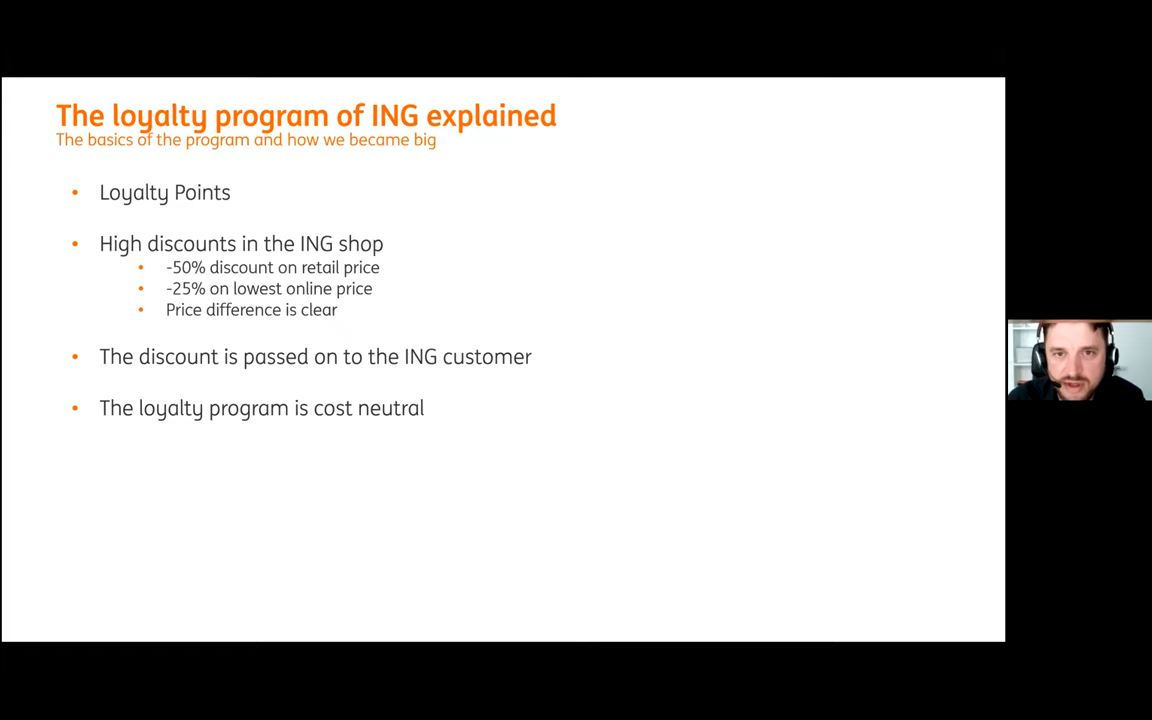 The loyalty program of ING explained
The basics of the program and how we became big
• Loyalty Points
• High discounts in the ING shop
• -50% discount on retail price
• -25% on lowest online price
• Price difference is clear
• The discount is passed on to the ING customer
• The loyalty program is cost neutral